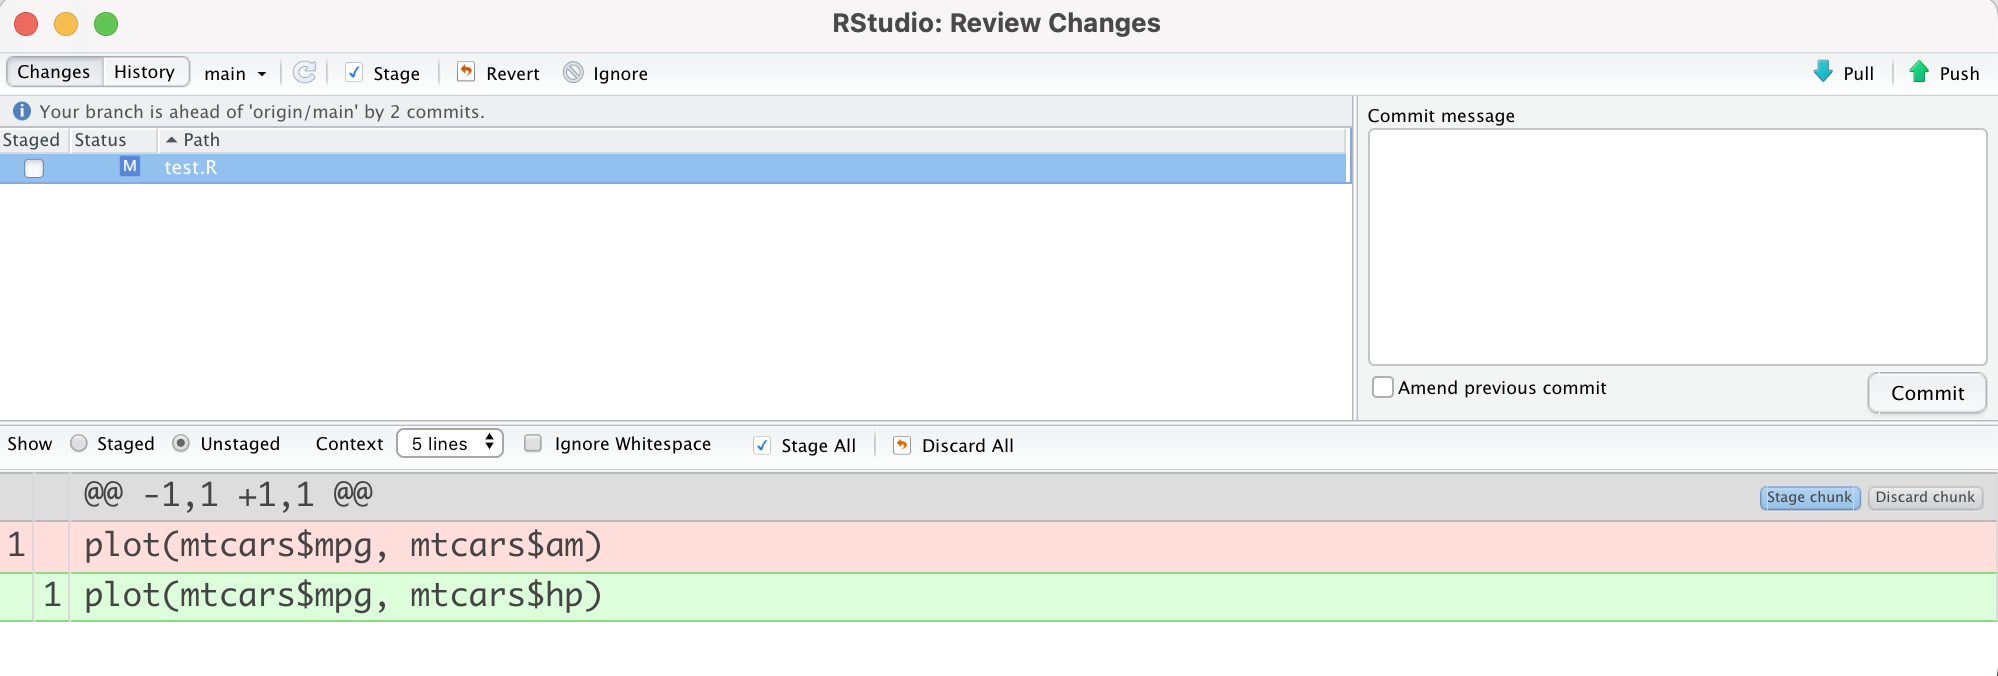 RStudio: Review Changes
Changes History main Stage Revert Ignore Pull Push
Your branch is ahead of 'origin/main' by 2 commits.
Staged Status Path
M test.R
Commit message
Amend previous commit Commit
Show Staged Unstaged Context 5 lines Ignore Whitespace Stage All Discard All
@@ -1,1 +1,1 @@ Stage chunk Discard chunk
1 plot(mtcars$mpg, mtcars$am)
1 plot(mtcars$mpg, mtcars$hp)